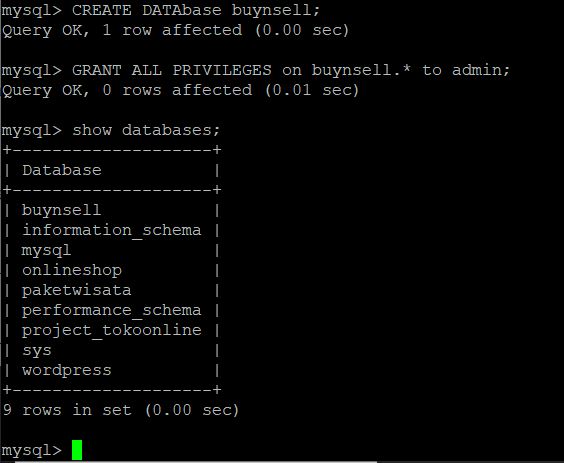 mysql> CREATE DATAbase buynsell;
Query OK, 1 row affected (0.00 sec)
mysql> GRANT ALL PRIVILEGES on buynsell.* to admin;
Query OK, 0 rows affected (0.01 sec)
mysql> show databases;
+--------------------+
| Database           |
+--------------------+
| buynsell           |
| information_schema |
| mysql              |
| onlineshop         |
| paketwisata        |
| performance_schema |
| project_tokoonline |
| sys                |
| wordpress          |
+--------------------+
9 rows in set (0.00 sec)
mysql>